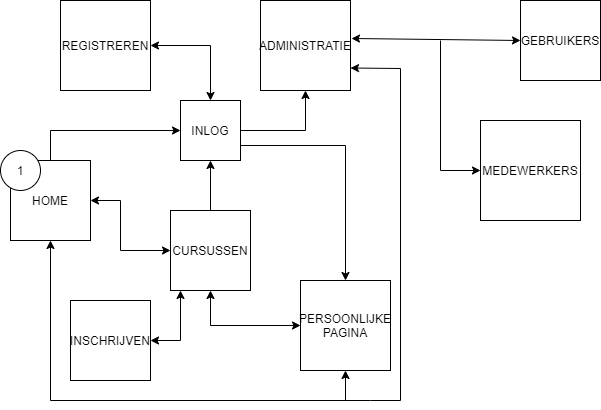 REGISTREREN
ADMINISTRATIE
GEBRUIKERS
INLOG
MEDEWERKERS
1
HOME
CURSUSSEN
INSCHRIJVEN
PERSOONLIJKE
PAGINA